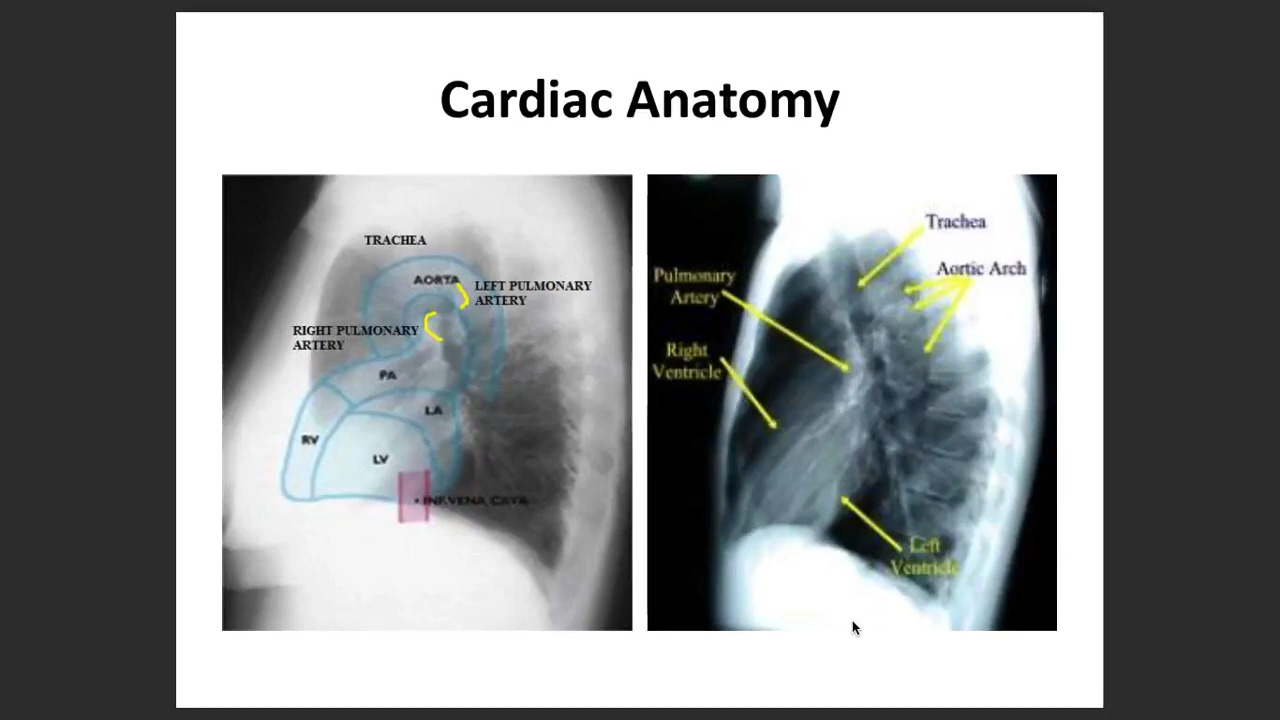 Cardiac Anatomy
TRACHEA
AORTA
LEFT PULMONARY
ARTERY
RIGHT PULMONARY
ARTERY
PA
LA
RV
LV
INF.VENA CAVA
Trachea
Aortic Arch
Pulmonary
Artery
Right
Ventricle
Left
Ventricle